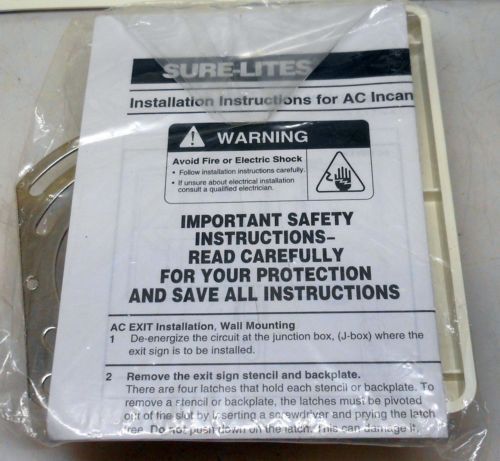 SURE-LITES
Installation Instructions for AC Incan
WARNING
Avoid Fire or Electric Shock
• Follow installation instructions carefully.
• If unsure about electrical installation
consult a qualified electrician.
IMPORTANT SAFETY
INSTRUCTIONS–
READ CAREFULLY
FOR YOUR PROTECTION
AND SAVE ALL INSTRUCTIONS
AC EXIT Installation, Wall Mounting
1 De-energize the circuit at the junction box, (J-box) where the
exit sign is to be installed.
2 Remove the exit sign stencil and backplate.
There are four latches that hold each stencil or backplate. To
remove a stencil or backplate, the latches must be pivoted
out of the slot by inserting a screwdriver and prying the latch
free. Do not push down on the latch. This can damage it.